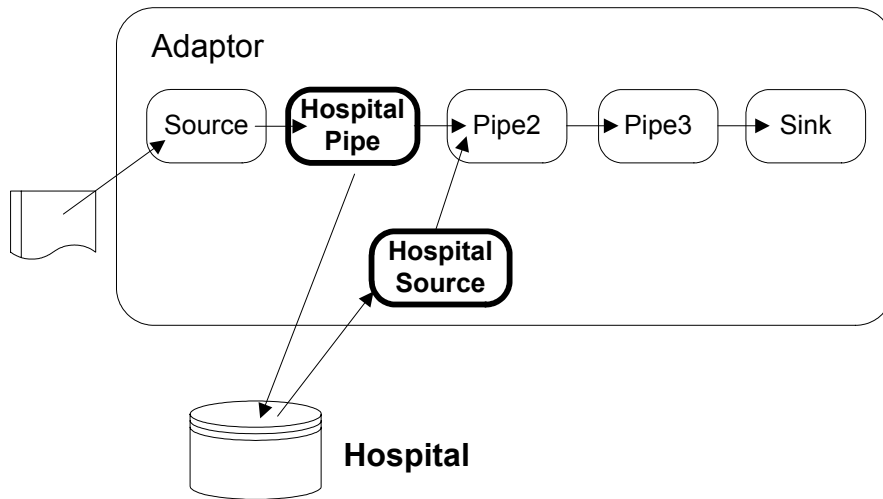 Adaptor
Source
Hospital
Pipe
Pipe2
Pipe3
Sink
Hospital
Source
Hospital